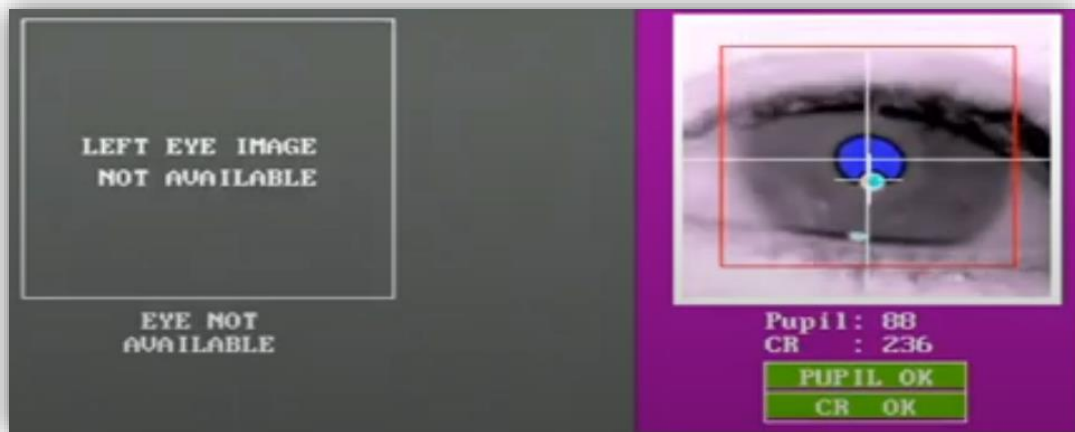 LEFT EYE IMAGE
NOT AVAILABLE
EYE NOT
AVAILABLE
Pupil: 88
CR : 236
PUPIL OK
CR OK